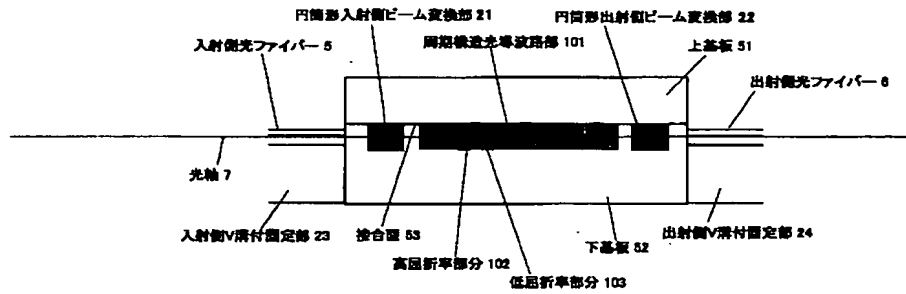 円筒形入射側ビーム変換部 21
円筒形出射側ビーム変換部 22
入射側光ファイバー 5
周期構造光導波路部 101
上基板 51
出射側光ファイバー 6
光軸 7
入射側V溝付固定部 23
接合面 53
下基板 52
出射側V溝付固定部 24
高屈折率部分 102
低屈折率部分 103